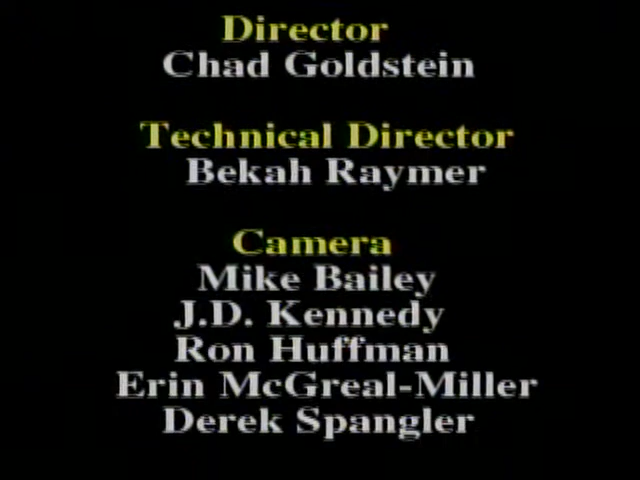 Director
Chad Goldstein
Technical Director
Bekah Raymer
Camera
Mike Bailey
J.D. Kennedy
Ron Huffman
Erin McGreal-Miller
Derek Spangler